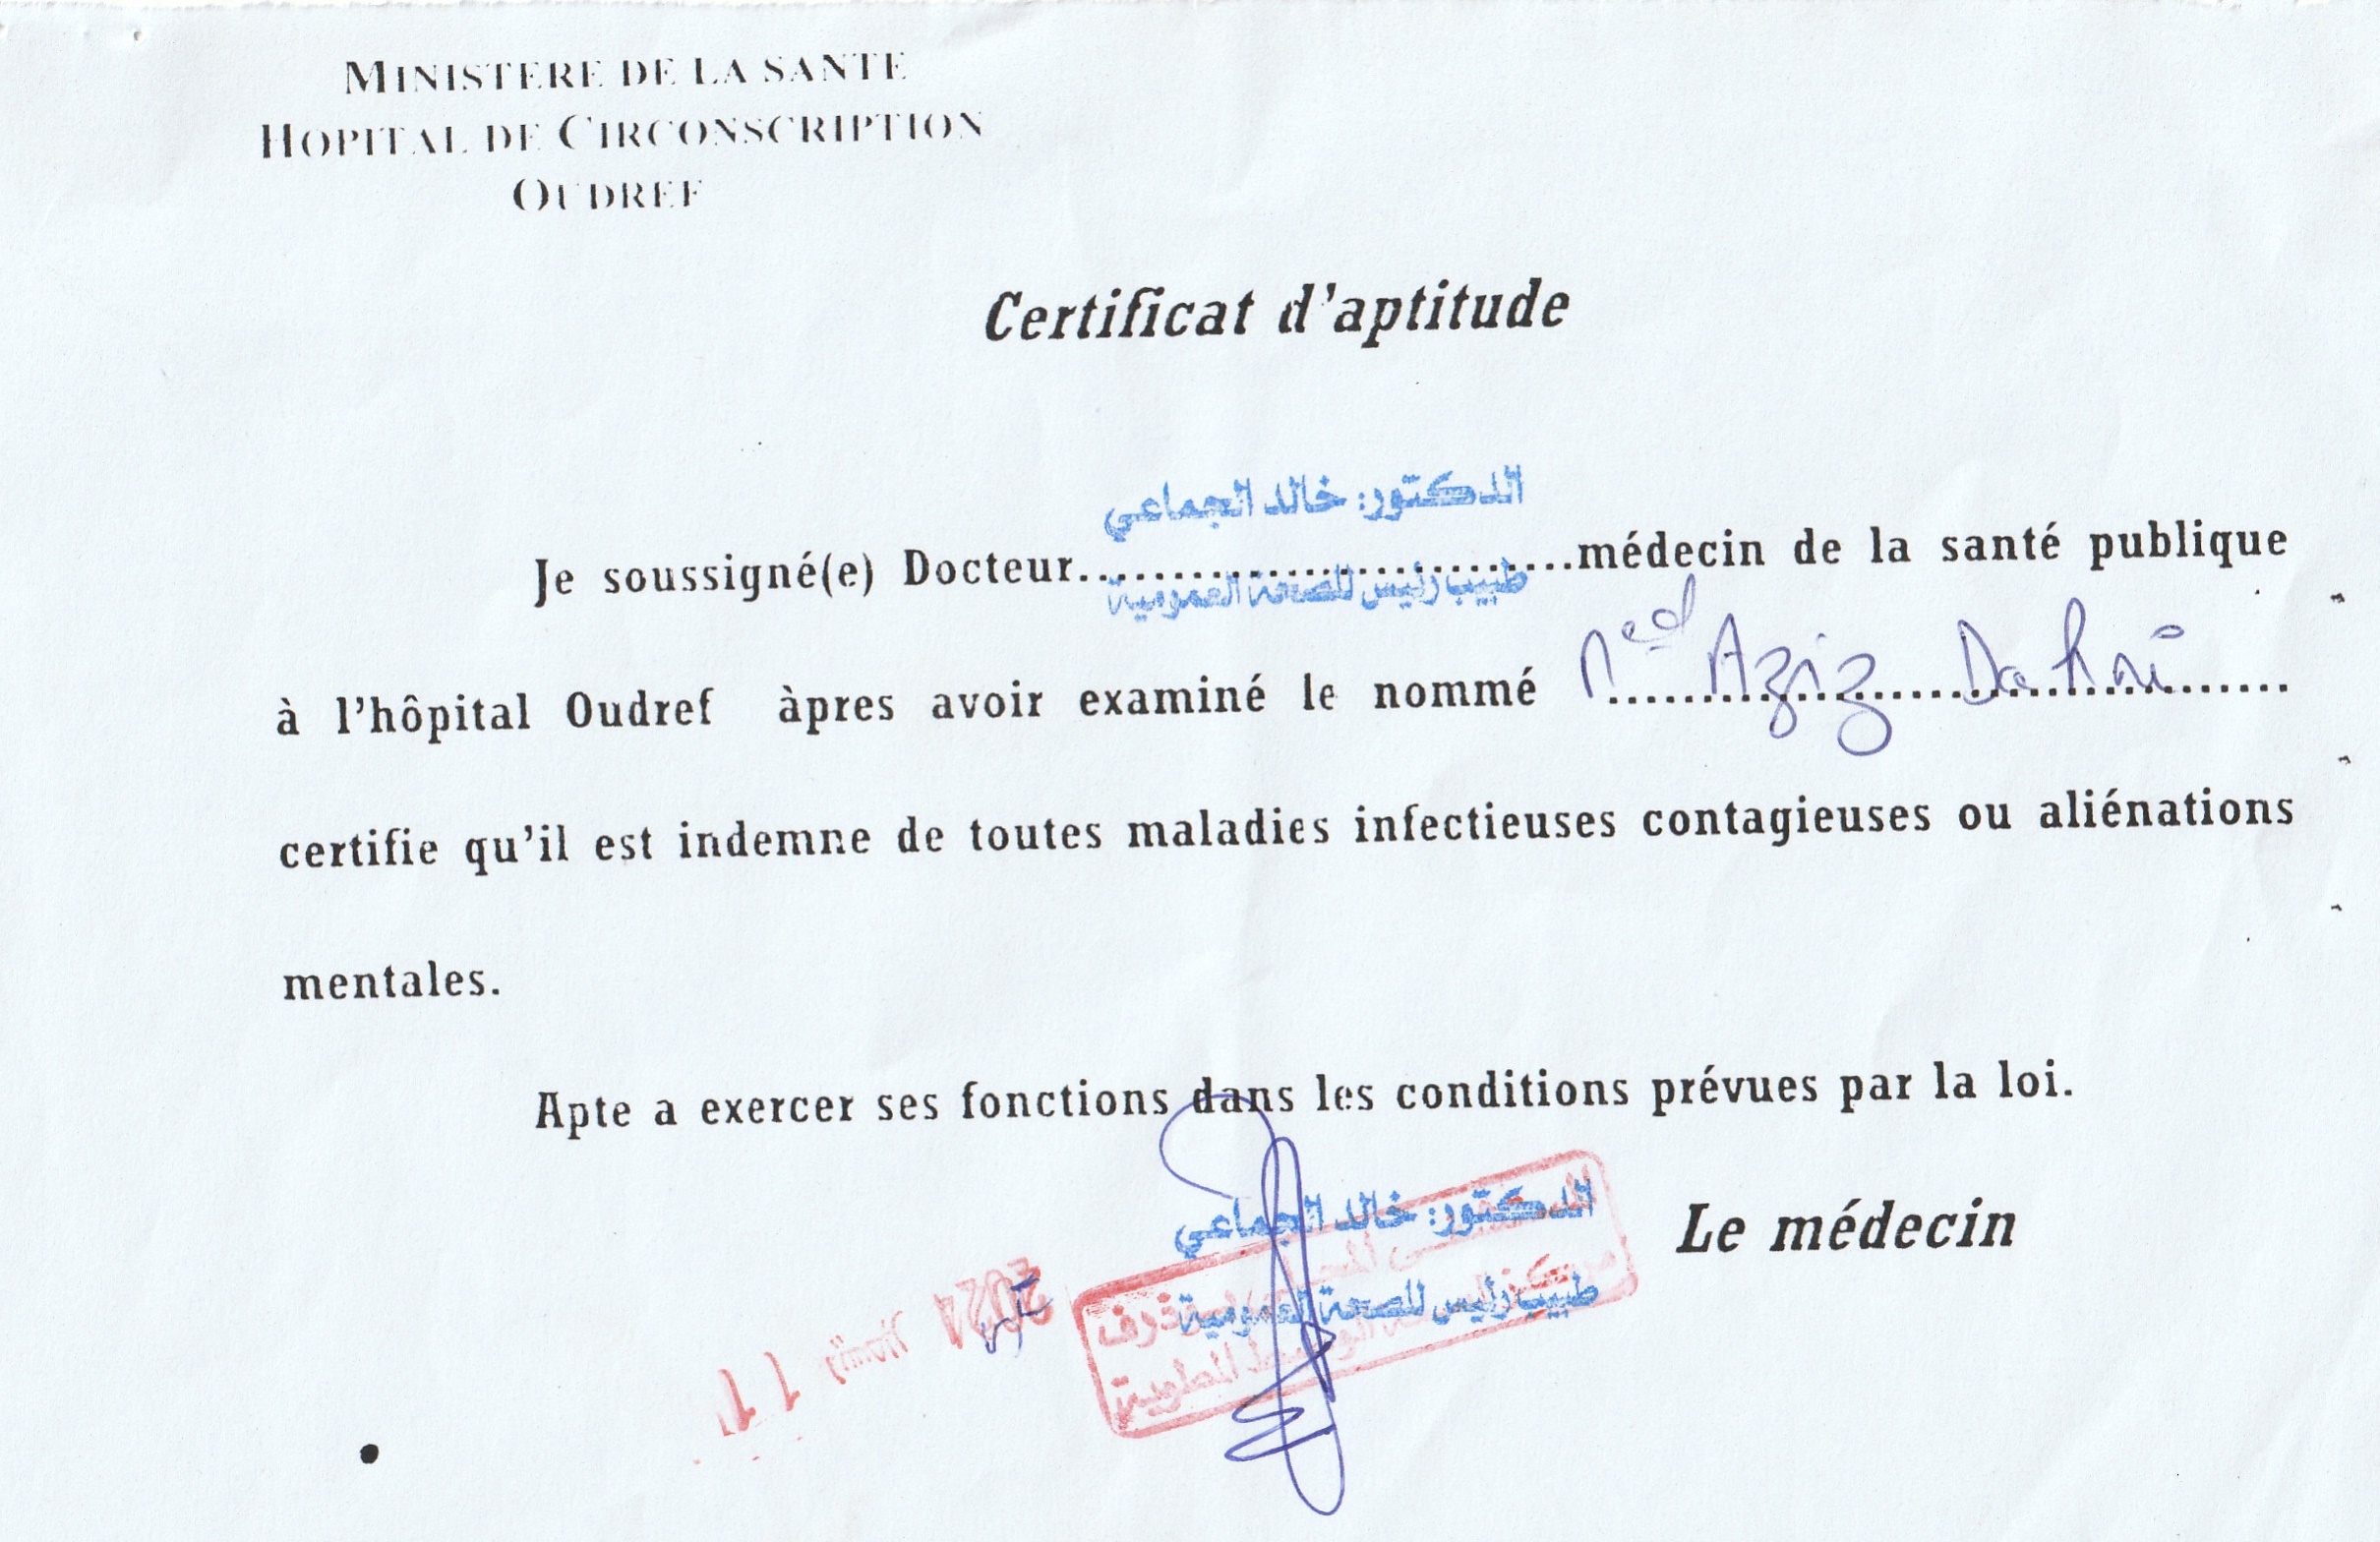 MINISTERE DE LA SANTE
HOPITAL DE CIRCONSCRIPTION
OUDREF
Certificat d'aptitude
الدكتور: خالد الجماعي
Je soussigné(e) Docteur..............................médecin de la santé publique
طبيب رئيس للصحة العمومية
à l'hôpital Oudref àpres avoir examiné le nommé Med Aziz Dahri
certifie qu'il est indemne de toutes maladies infectieuses contagieuses ou aliénations
mentales.
Apte a exercer ses fonctions dans les conditions prévues par la loi.
الدكتور: خالد الجماعي
Le médecin
طبيب رئيس للصحة العمومية
11